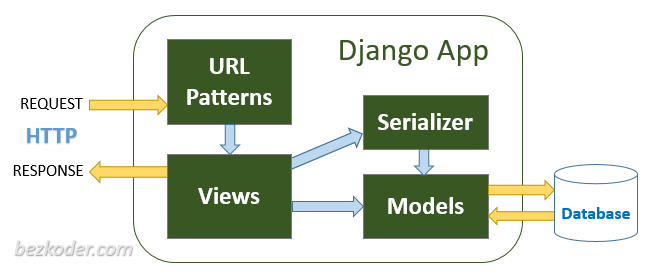 Django App
URL
Patterns
REQUEST
HTTP
RESPONSE
Serializer
Views
Models
Database
bezkoder.com